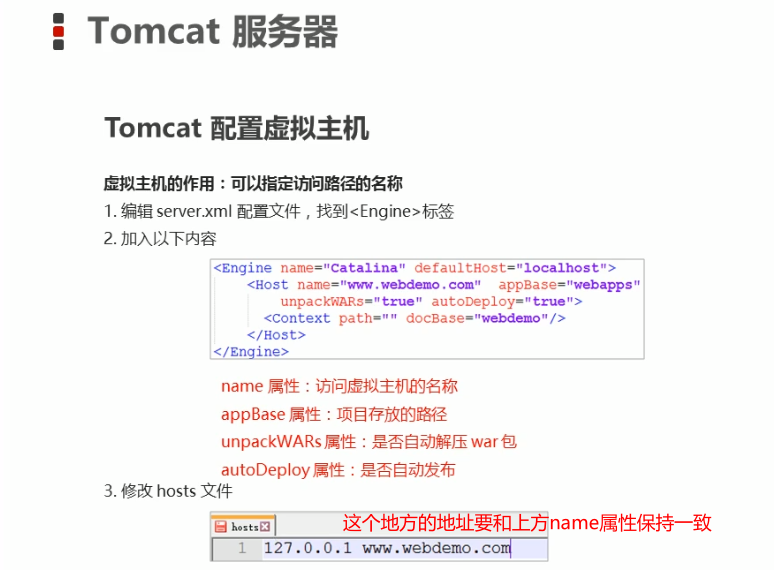 Tomcat 服务器
Tomcat 配置虚拟主机
虚拟主机的作用：可以指定访问路径的名称
1. 编辑 server.xml 配置文件，找到<Engine>标签
2. 加入以下内容
<Engine name="Catalina" defaultHost="localhost">
<Host name="www.webdemo.com" appBase="webapps"
unpackWARs="true" autoDeploy="true">
<Context path="" docBase="webdemo"/>
</Host>
</Engine>
name 属性：访问虚拟主机的名称
appBase 属性：项目存放的路径
unpackWARs 属性：是否自动解压 war 包
autoDeploy 属性：是否自动发布
3. 修改 hosts 文件
这个地方的地址要和上方name属性保持一致
hosts
1 127.0.0.1 www.webdemo.com